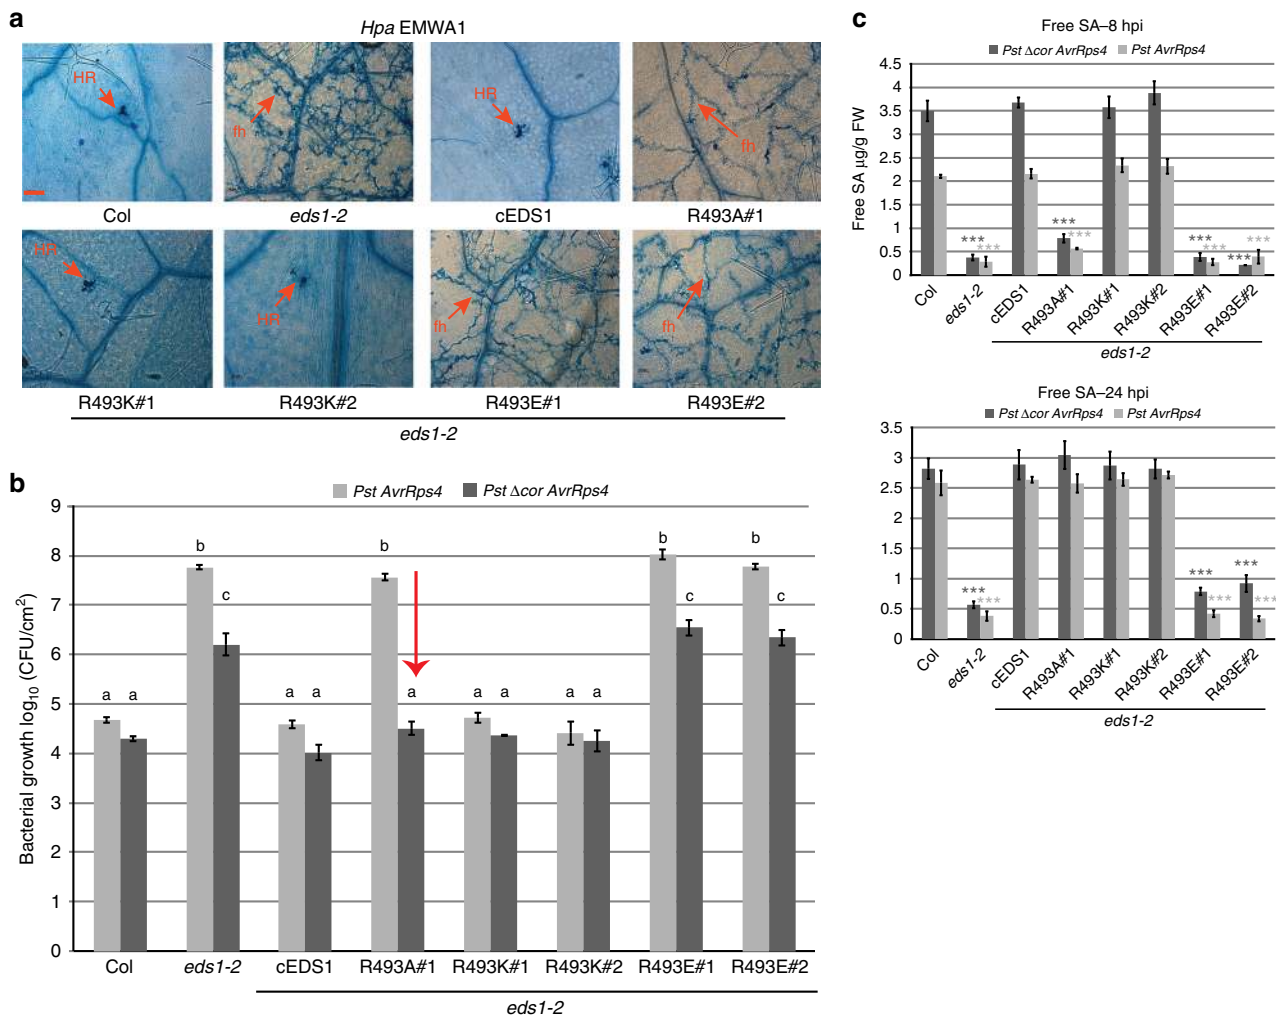 a
Hpa EMWA1
HR
fh
HR
fh
Col
eds1-2
cEDS1
R493A#1
HR
HR
fh
fh
R493K#1
R493K#2
R493E#1
R493E#2
eds1-2
b
Pst AvrRps4
Pst Δcor AvrRps4
Bacterial growth log10 (CFU/cm2)
9
8
7
6
5
4
3
2
1
0
a a
b c
a a
b a
a a
a a
b c
b c
Col
eds1-2
cEDS1
R493A#1
R493K#1
R493K#2
R493E#1
R493E#2
eds1-2
c
Free SA–8 hpi
Pst Δcor AvrRps4
Pst AvrRps4
Free SA µg/g FW
4.5
4
3.5
3
2.5
2
1.5
1
0.5
0
*** ***
*** ***
*** ***
*** ***
Col
eds1-2
cEDS1
R493A#1
R493K#1
R493K#2
R493E#1
R493E#2
eds1-2
Free SA–24 hpi
Pst Δcor AvrRps4
Pst AvrRps4
3.5
3
2.5
2
1.5
1
0.5
0
*** ***
*** ***
*** ***
Col
eds1-2
cEDS1
R493A#1
R493K#1
R493K#2
R493E#1
R493E#2
eds1-2